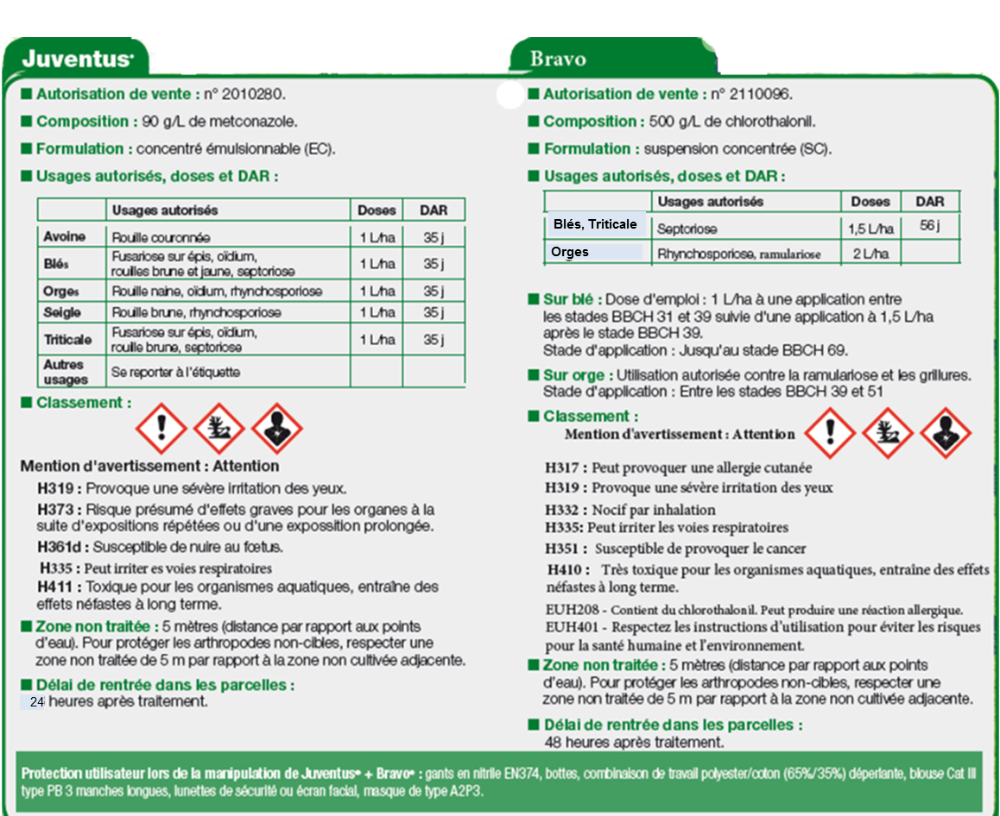 Juventus•
■ Autorisation de vente : n° 2010280.
■ Composition : 90 g/L de metconazole.
■ Formulation : concentré émulsionnable (EC).
■ Usages autorisés, doses et DAR :
Usages autorisés Doses DAR
Avoine Rouille couronnée 1 L/ha 35 j
Blés Fusariose sur épis, oïdium,
rouilles brune et jaune, septoriose 1 L/ha 35 j
Orges Rouille naine, oïdium, rhynchosporiose 1 L/ha 35 j
Seigle Rouille brune, rhynchosporiose 1 L/ha 35 j
Triticale Fusariose sur épis, oïdium,
rouille brune, septoriose 1 L/ha 35 j
Autres
usages Se reporter à l'étiquette
■ Classement :
Mention d'avertissement : Attention
H319 : Provoque une sévère irritation des yeux.
H373 : Risque présumé d'effets graves pour les organes à la
suite d'expositions répétées ou d'une expossition prolongée.
H361d : Susceptible de nuire au fœtus.
H335 : Peut irriter es voies respiratoires
H411 : Toxique pour les organismes aquatiques, entraîne des
effets néfastes à long terme.
■ Zone non traitée : 5 mètres (distance par rapport aux points
d'eau). Pour protéger les arthropodes non-cibles, respecter une
zone non traitée de 5 m par rapport à la zone non cultivée adjacente.
■ Délai de rentrée dans les parcelles :
24 heures après traitement.
Bravo
■ Autorisation de vente : n° 2110096.
■ Composition : 500 g/L de chlorothalonil.
■ Formulation : suspension concentrée (SC).
■ Usages autorisés, doses et DAR :
Usages autorisés Doses DAR
Blés, Triticale Septoriose 1,5 L/ha 56 j
Orges Rhynchosporiose, ramulariose 2 L/ha
■ Sur blé : Dose d'emploi : 1 L/ha à une application entre
les stades BBCH 31 et 39 suivie d'une application à 1,5 L/ha
après le stade BBCH 39.
Stade d'application : Jusqu'au stade BBCH 69.
■ Sur orge : Utilisation autorisée contre la ramulariose et les grillures.
Stade d'application : Entre les stades BBCH 39 et 51
■ Classement :
Mention d'avertissement : Attention
H317 : Peut provoquer une allergie cutanée
H319 : Provoque une sévère irritation des yeux
H332 : Nocif par inhalation
H335: Peut irriter les voies respiratoires
H351 : Susceptible de provoquer le cancer
H410 : Très toxique pour les organismes aquatiques, entraîne des effets
néfastes à long terme.
EUH208 - Contient du chlorothalonil. Peut produire une réaction allergique.
EUH401 - Respectez les instructions d'utilisation pour éviter les risques
pour la santé humaine et l'environnement.
■ Zone non traitée : 5 mètres (distance par rapport aux points
d'eau). Pour protéger les arthropodes non-cibles, respecter une
zone non traitée de 5 m par rapport à la zone non cultivée adjacente.
■ Délai de rentrée dans les parcelles :
48 heures après traitement.
Protection utilisateur lors de la manipulation de Juventus• + Bravo• : gants en nitrile EN374, bottes, combinaison de travail polyester/coton (65%/35%) déperlante, blouse Cat III
type PB 3 manches longues, lunettes de sécurité ou écran facial, masque de type A2P3.